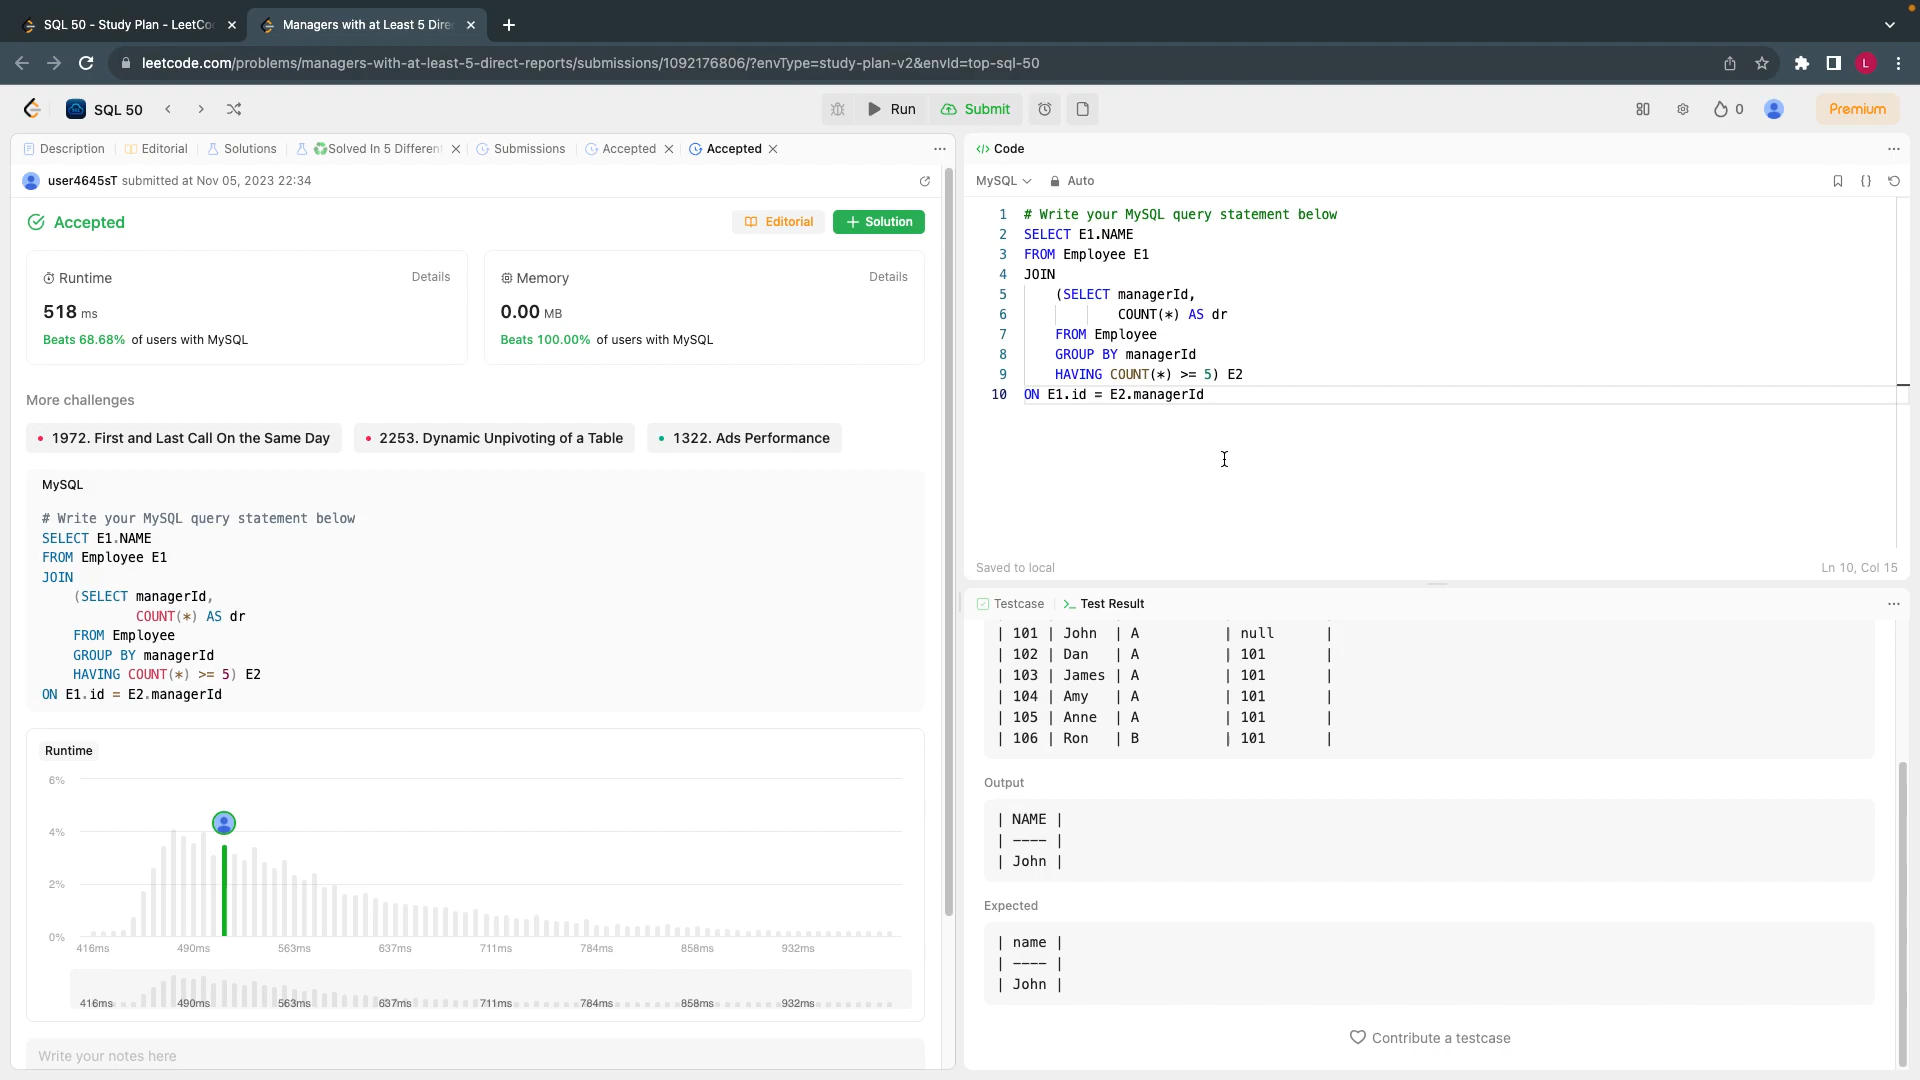 SQL 50 - Study Plan - LeetCo
Managers with at Least 5 Dire
leetcode.com/problems/managers-with-at-least-5-direct-reports/submissions/1092176806/?envType=study-plan-v2&envId=top-sql-50
L
SQL 50
Run
Submit
0
Premium
Description
Editorial
Solutions
Solved In 5 Different
Submissions
Accepted
Accepted
user4645sT submitted at Nov 05, 2023 22:34
Accepted
Editorial
Solution
Runtime
Details
518 ms
Beats 68.68% of users with MySQL
Memory
Details
0.00 MB
Beats 100.00% of users with MySQL
More challenges
1972. First and Last Call On the Same Day
2253. Dynamic Unpivoting of a Table
1322. Ads Performance
MySQL
# Write your MySQL query statement below
SELECT E1.NAME
FROM Employee E1
JOIN
(SELECT managerId,
COUNT(*) AS dr
FROM Employee
GROUP BY managerId
HAVING COUNT(*) >= 5) E2
ON E1.id = E2.managerId
Runtime
6%
4%
2%
0%
416ms 490ms 563ms 637ms 711ms 784ms 858ms 932ms
416ms 490ms 563ms 637ms 711ms 784ms 858ms 932ms
Write your notes here
</> Code
MySQL
Auto
{}
1 # Write your MySQL query statement below
2 SELECT E1.NAME
3 FROM Employee E1
4 JOIN
5 (SELECT managerId,
6 COUNT(*) AS dr
7 FROM Employee
8 GROUP BY managerId
9 HAVING COUNT(*) >= 5) E2
10 ON E1.id = E2.managerId
Saved to local
Ln 10, Col 15
Testcase
>_ Test Result
| 101 | John | A | null |
| 102 | Dan | A | 101 |
| 103 | James | A | 101 |
| 104 | Amy | A | 101 |
| 105 | Anne | A | 101 |
| 106 | Ron | B | 101 |
Output
| NAME |
| ---- |
| John |
Expected
| name |
| ---- |
| John |
Contribute a testcase